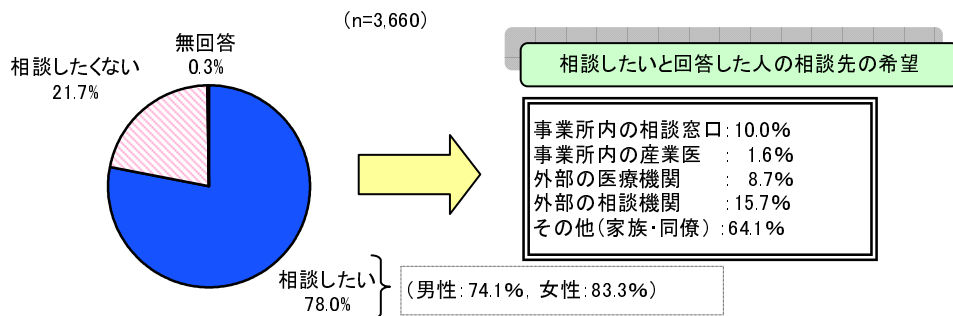 (n=3,660)
無回答
0.3%
相談したくない
21.7%
相談したい
78.0%
(男性:74.1%, 女性:83.3%)
相談したいと回答した人の相談先の希望
事業所内の相談窓口:10.0%
事業所内の産業医 : 1.6%
外部の医療機関 : 8.7%
外部の相談機関 :15.7%
その他(家族・同僚) :64.1%